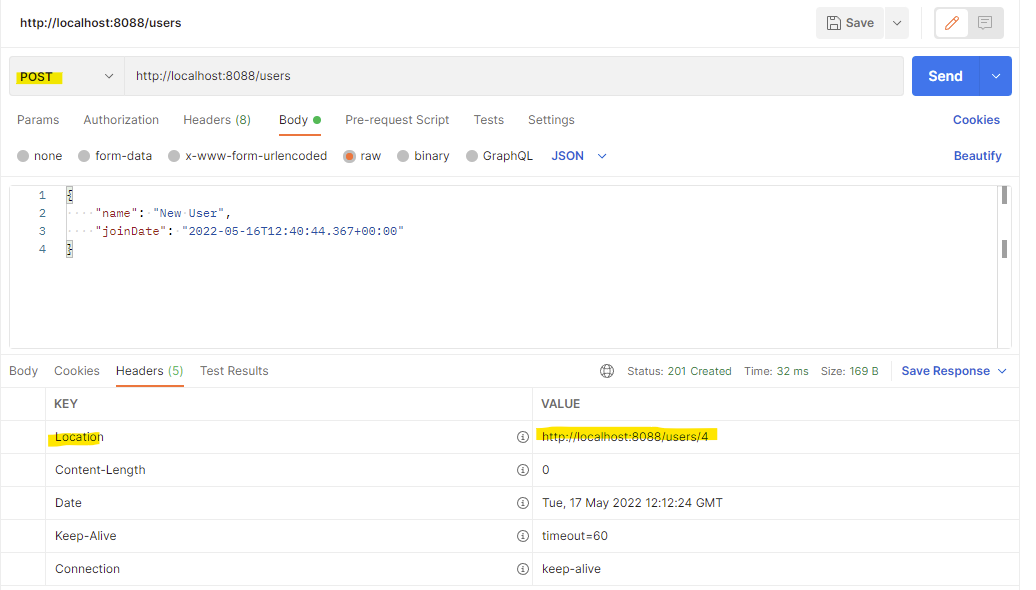 http://localhost:8088/users
Save
POST
http://localhost:8088/users
Send
Params Authorization Headers (8) Body Pre-request Script Tests Settings Cookies
none form-data x-www-form-urlencoded raw binary GraphQL JSON Beautify
1 {
2 ····"name":·"New·User",
3 ····"joinDate":·"2022-05-16T12:40:44.367+00:00"
4 }
Body Cookies Headers (5) Test Results Status: 201 Created Time: 32 ms Size: 169 B Save Response
KEY VALUE
Location http://localhost:8088/users/4
Content-Length 0
Date Tue, 17 May 2022 12:12:24 GMT
Keep-Alive timeout=60
Connection keep-alive